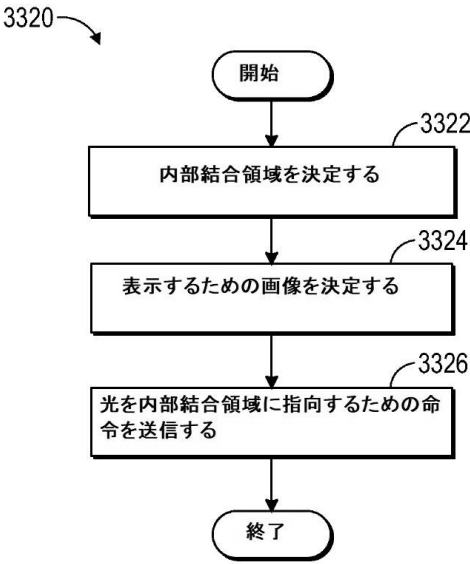 3320
開始
3322
内部結合領域を決定する
3324
表示するための画像を決定する
3326
光を内部結合領域に指向するための命
令を送信する
終了